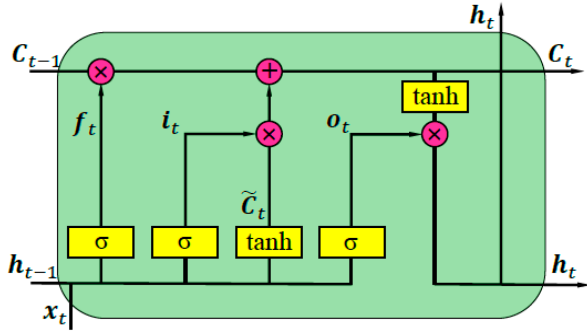 h_t
C_{t-1} × + C_t
tanh
f_t i_t × o_t ×
C̃_t
σ σ tanh σ
h_{t-1} h_t
x_t